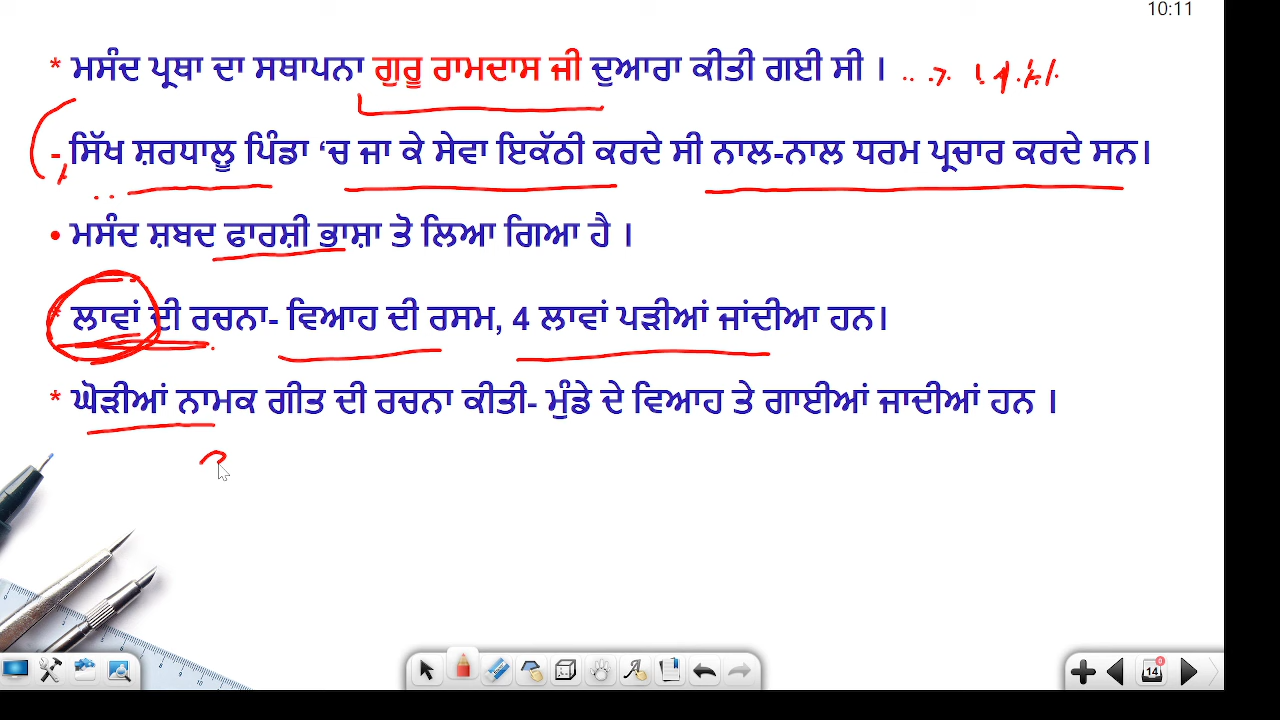 10:11
* ਮਸੰਦ ਪ੍ਰਥਾ ਦਾ ਸਥਾਪਨਾ ਗੁਰੂ ਰਾਮਦਾਸ ਜੀ ਦੁਆਰਾ ਕੀਤੀ ਗਈ ਸੀ ।
- ਸਿੱਖ ਸ਼ਰਧਾਲੂ ਪਿੰਡਾ ‘ਚ ਜਾ ਕੇ ਸੇਵਾ ਇਕੱਠੀ ਕਰਦੇ ਸੀ ਨਾਲ-ਨਾਲ ਧਰਮ ਪ੍ਰਚਾਰ ਕਰਦੇ ਸਨ।
• ਮਸੰਦ ਸ਼ਬਦ ਫਾਰਸ਼ੀ ਭਾਸ਼ਾ ਤੋ ਲਿਆ ਗਿਆ ਹੈ ।
* ਲਾਵਾਂ ਦੀ ਰਚਨਾ- ਵਿਆਹ ਦੀ ਰਸਮ, 4 ਲਾਵਾਂ ਪੜੀਆਂ ਜਾਂਦੀਆ ਹਨ।
* ਘੋੜੀਆਂ ਨਾਮਕ ਗੀਤ ਦੀ ਰਚਨਾ ਕੀਤੀ- ਮੁੰਡੇ ਦੇ ਵਿਆਹ ਤੇ ਗਾਈਆਂ ਜਾਦੀਆਂ ਹਨ ।
14